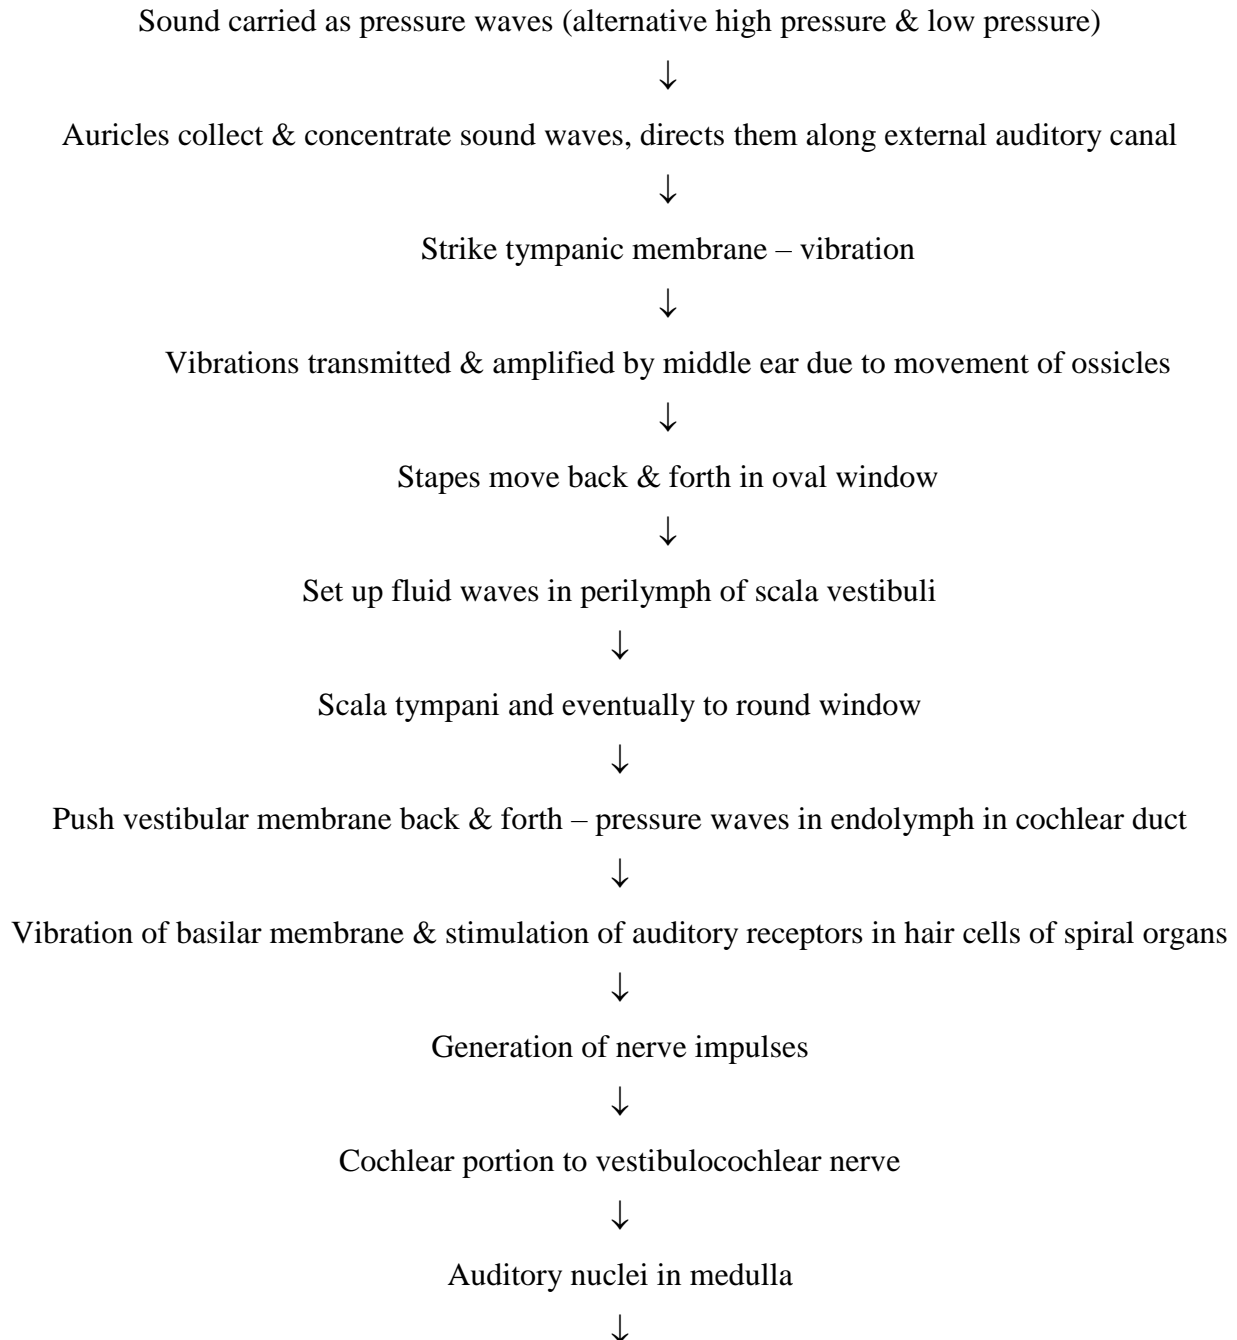 Sound carried as pressure waves (alternative high pressure & low pressure)
↓
Auricles collect & concentrate sound waves, directs them along external auditory canal
↓
Strike tympanic membrane – vibration
↓
Vibrations transmitted & amplified by middle ear due to movement of ossicles
↓
Stapes move back & forth in oval window
↓
Set up fluid waves in perilymph of scala vestibuli
↓
Scala tympani and eventually to round window
↓
Push vestibular membrane back & forth – pressure waves in endolymph in cochlear duct
↓
Vibration of basilar membrane & stimulation of auditory receptors in hair cells of spiral organs
↓
Generation of nerve impulses
↓
Cochlear portion to vestibulocochlear nerve
↓
Auditory nuclei in medulla
↓